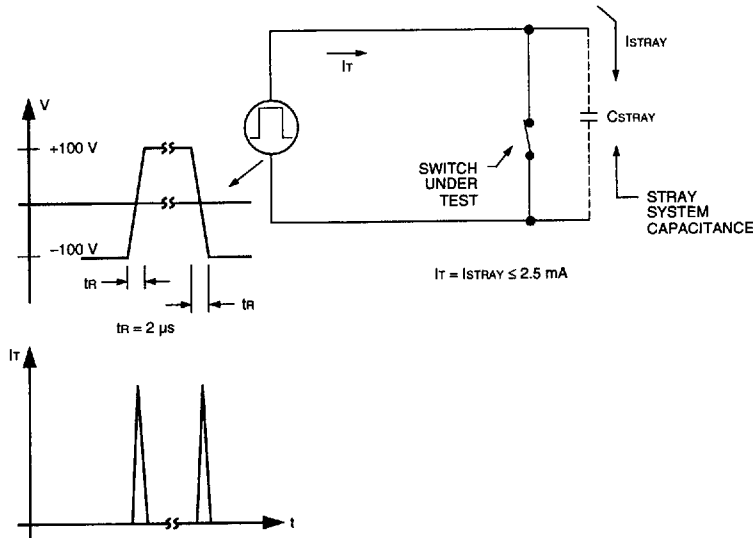 ISTRAY
IT
V
+100 V
CSTRAY
SWITCH
UNDER
TEST
STRAY
SYSTEM
CAPACITANCE
−100 V
tR
tR
IT = ISTRAY ≤ 2.5 mA
tR = 2 µs
IT
t